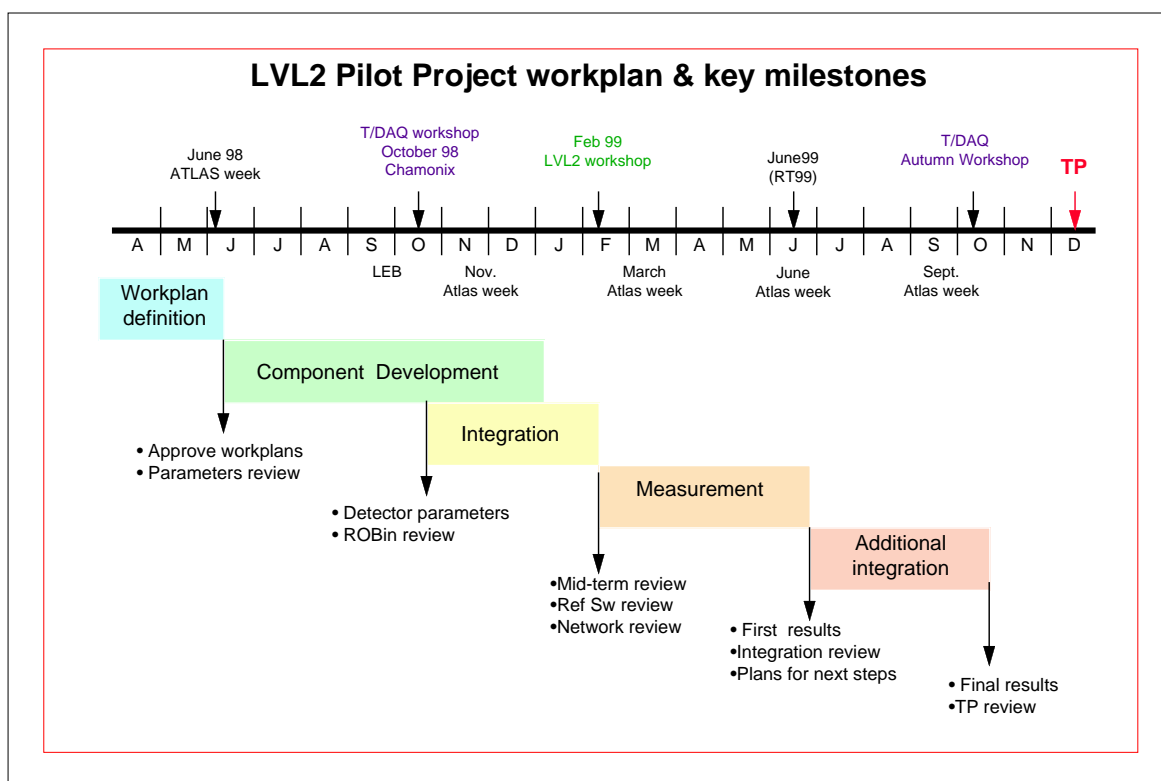 LVL2 Pilot Project workplan & key milestones
June 98
ATLAS week
T/DAQ workshop
October 98
Chamonix
Feb 99
LVL2 workshop
June99
(RT99)
T/DAQ
Autumn Workshop
TP
A M J J A S O N D J F M A M J J A S O N D
LEB
Nov.
Atlas week
March
Atlas week
June
Atlas week
Sept.
Atlas week
Workplan
definition
Component Development
Integration
• Approve workplans
• Parameters review
Measurement
• Detector parameters
• ROBin review
Additional
integration
•Mid-term review
•Ref Sw review
•Network review
• First results
•Integration review
•Plans for next steps
• Final results
•TP review